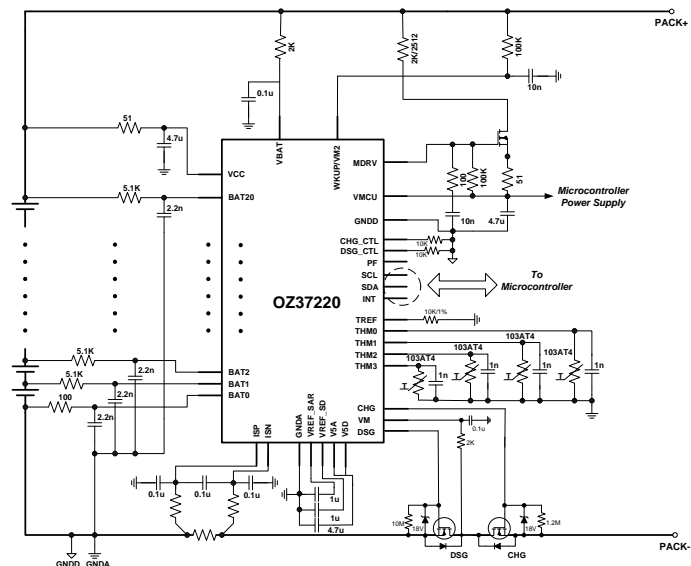 PACK+
2K
2K/2512
100K
10n
0.1u
51
4.7u
VBAT
WKUP/VM2
MDRV
VCC
5.1K
BAT20
2.2n
100
100K
51
VMCU
Microcontroller
Power Supply
GNDD
10n
4.7u
CHG_CTL
10K
DSG_CTL
10K
PF
SCL
SDA
INT
To
Microcontroller
OZ37220
10K/1%
TREF
THM0
THM1
103AT4
103AT4
103AT4
THM2
103AT4
THM3
1n
1n
1n
1n
T
T
T
T
5.1K
BAT2
5.1K
2.2n
BAT1
100
BAT0
2.2n
2.2n
CHG
VM
DSG
0.1u
2K
ISP
ISN
GNDA
VREF_SAR
VREF_SD
V5A
V5D
0.1u
0.1u
0.1u
1u
1u
4.7u
10M
18V
18V
1.2M
DSG
CHG
PACK-
GNDD
GNDA